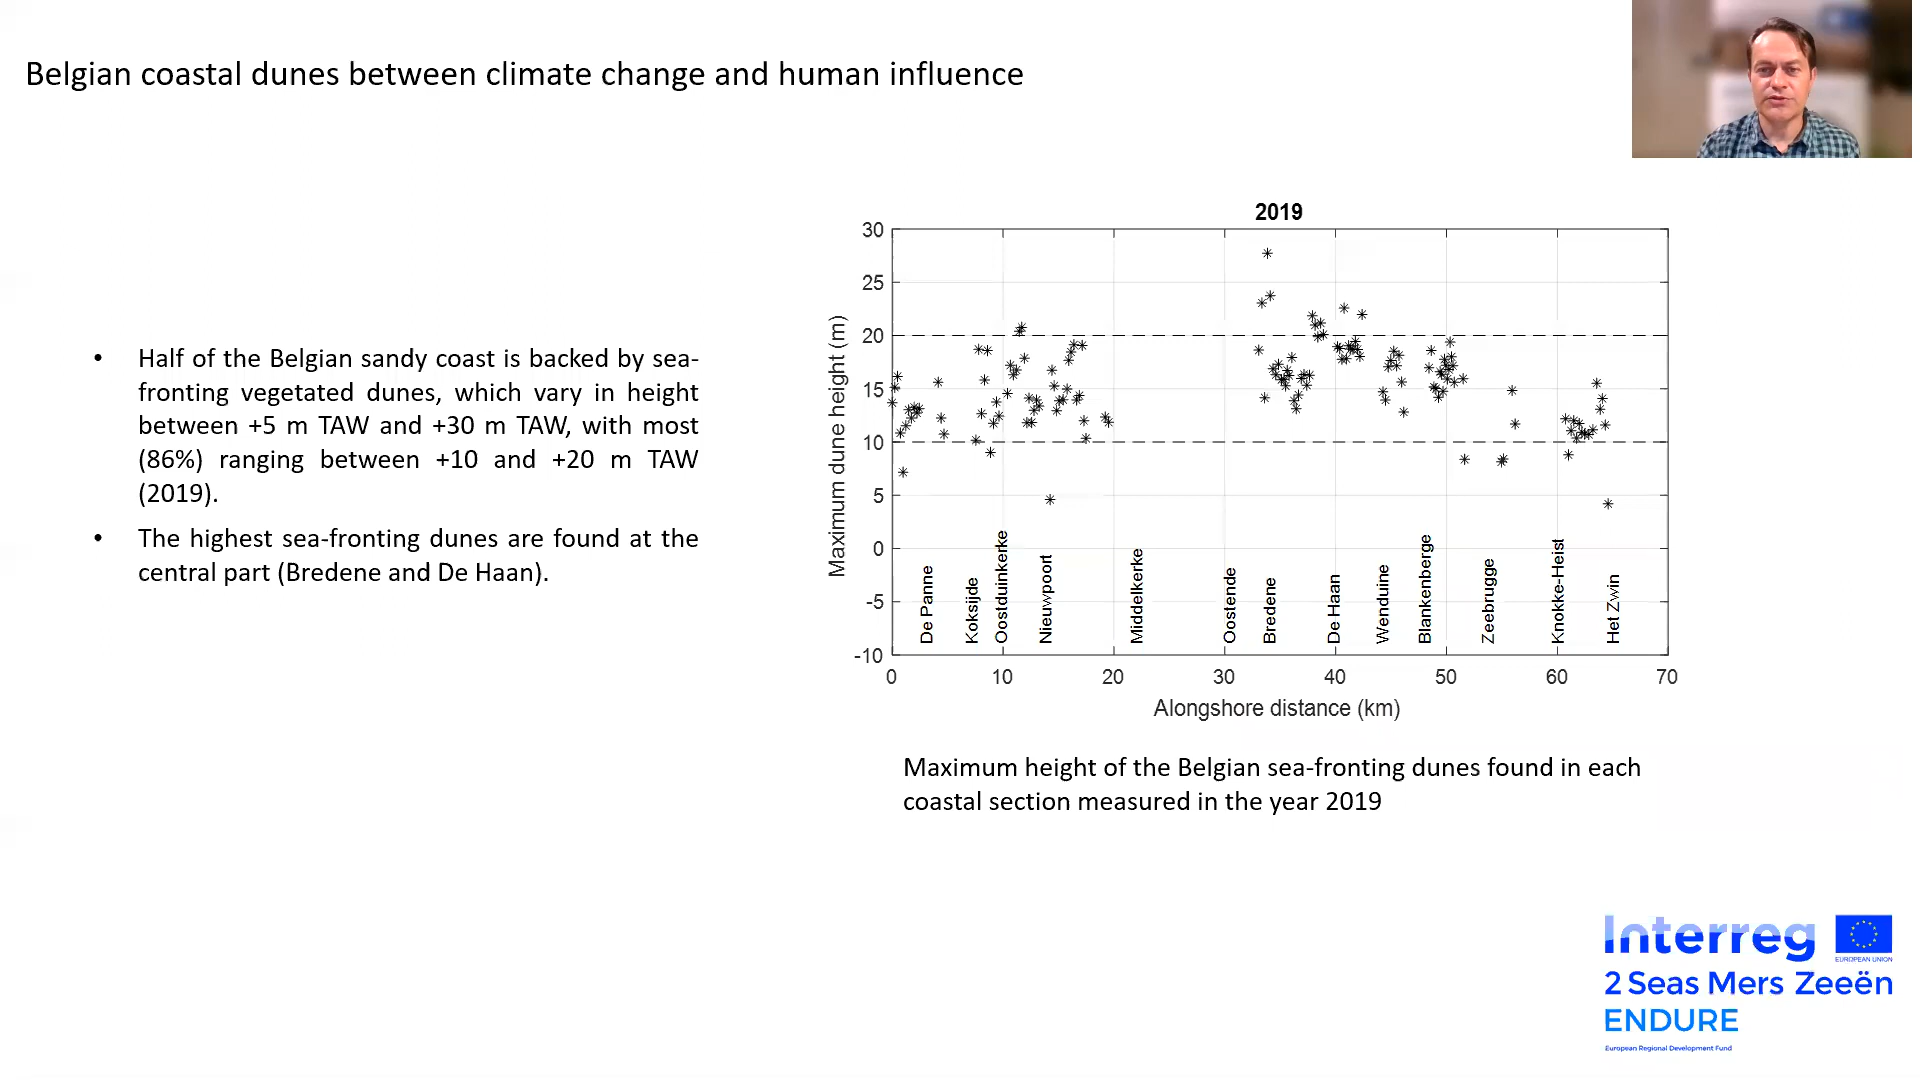 Belgian coastal dunes between climate change and human influence
• Half of the Belgian sandy coast is backed by sea-
fronting vegetated dunes, which vary in height
between +5 m TAW and +30 m TAW, with most
(86%) ranging between +10 and +20 m TAW
(2019).
• The highest sea-fronting dunes are found at the
central part (Bredene and De Haan).
2019
Maximum dune height (m)
30
25
20
15
10
5
0
-5
-10
De Panne
Koksijde
Oostduinkerke
Nieuwpoort
Middelkerke
Oostende
Bredene
De Haan
Wenduine
Blankenberge
Zeebrugge
Knokke-Heist
Het Zwin
0 10 20 30 40 50 60 70
Alongshore distance (km)
Maximum height of the Belgian sea-fronting dunes found in each
coastal section measured in the year 2019
Interreg
EUROPEAN UNION
2 Seas Mers Zeeën
ENDURE
European Regional Development Fund